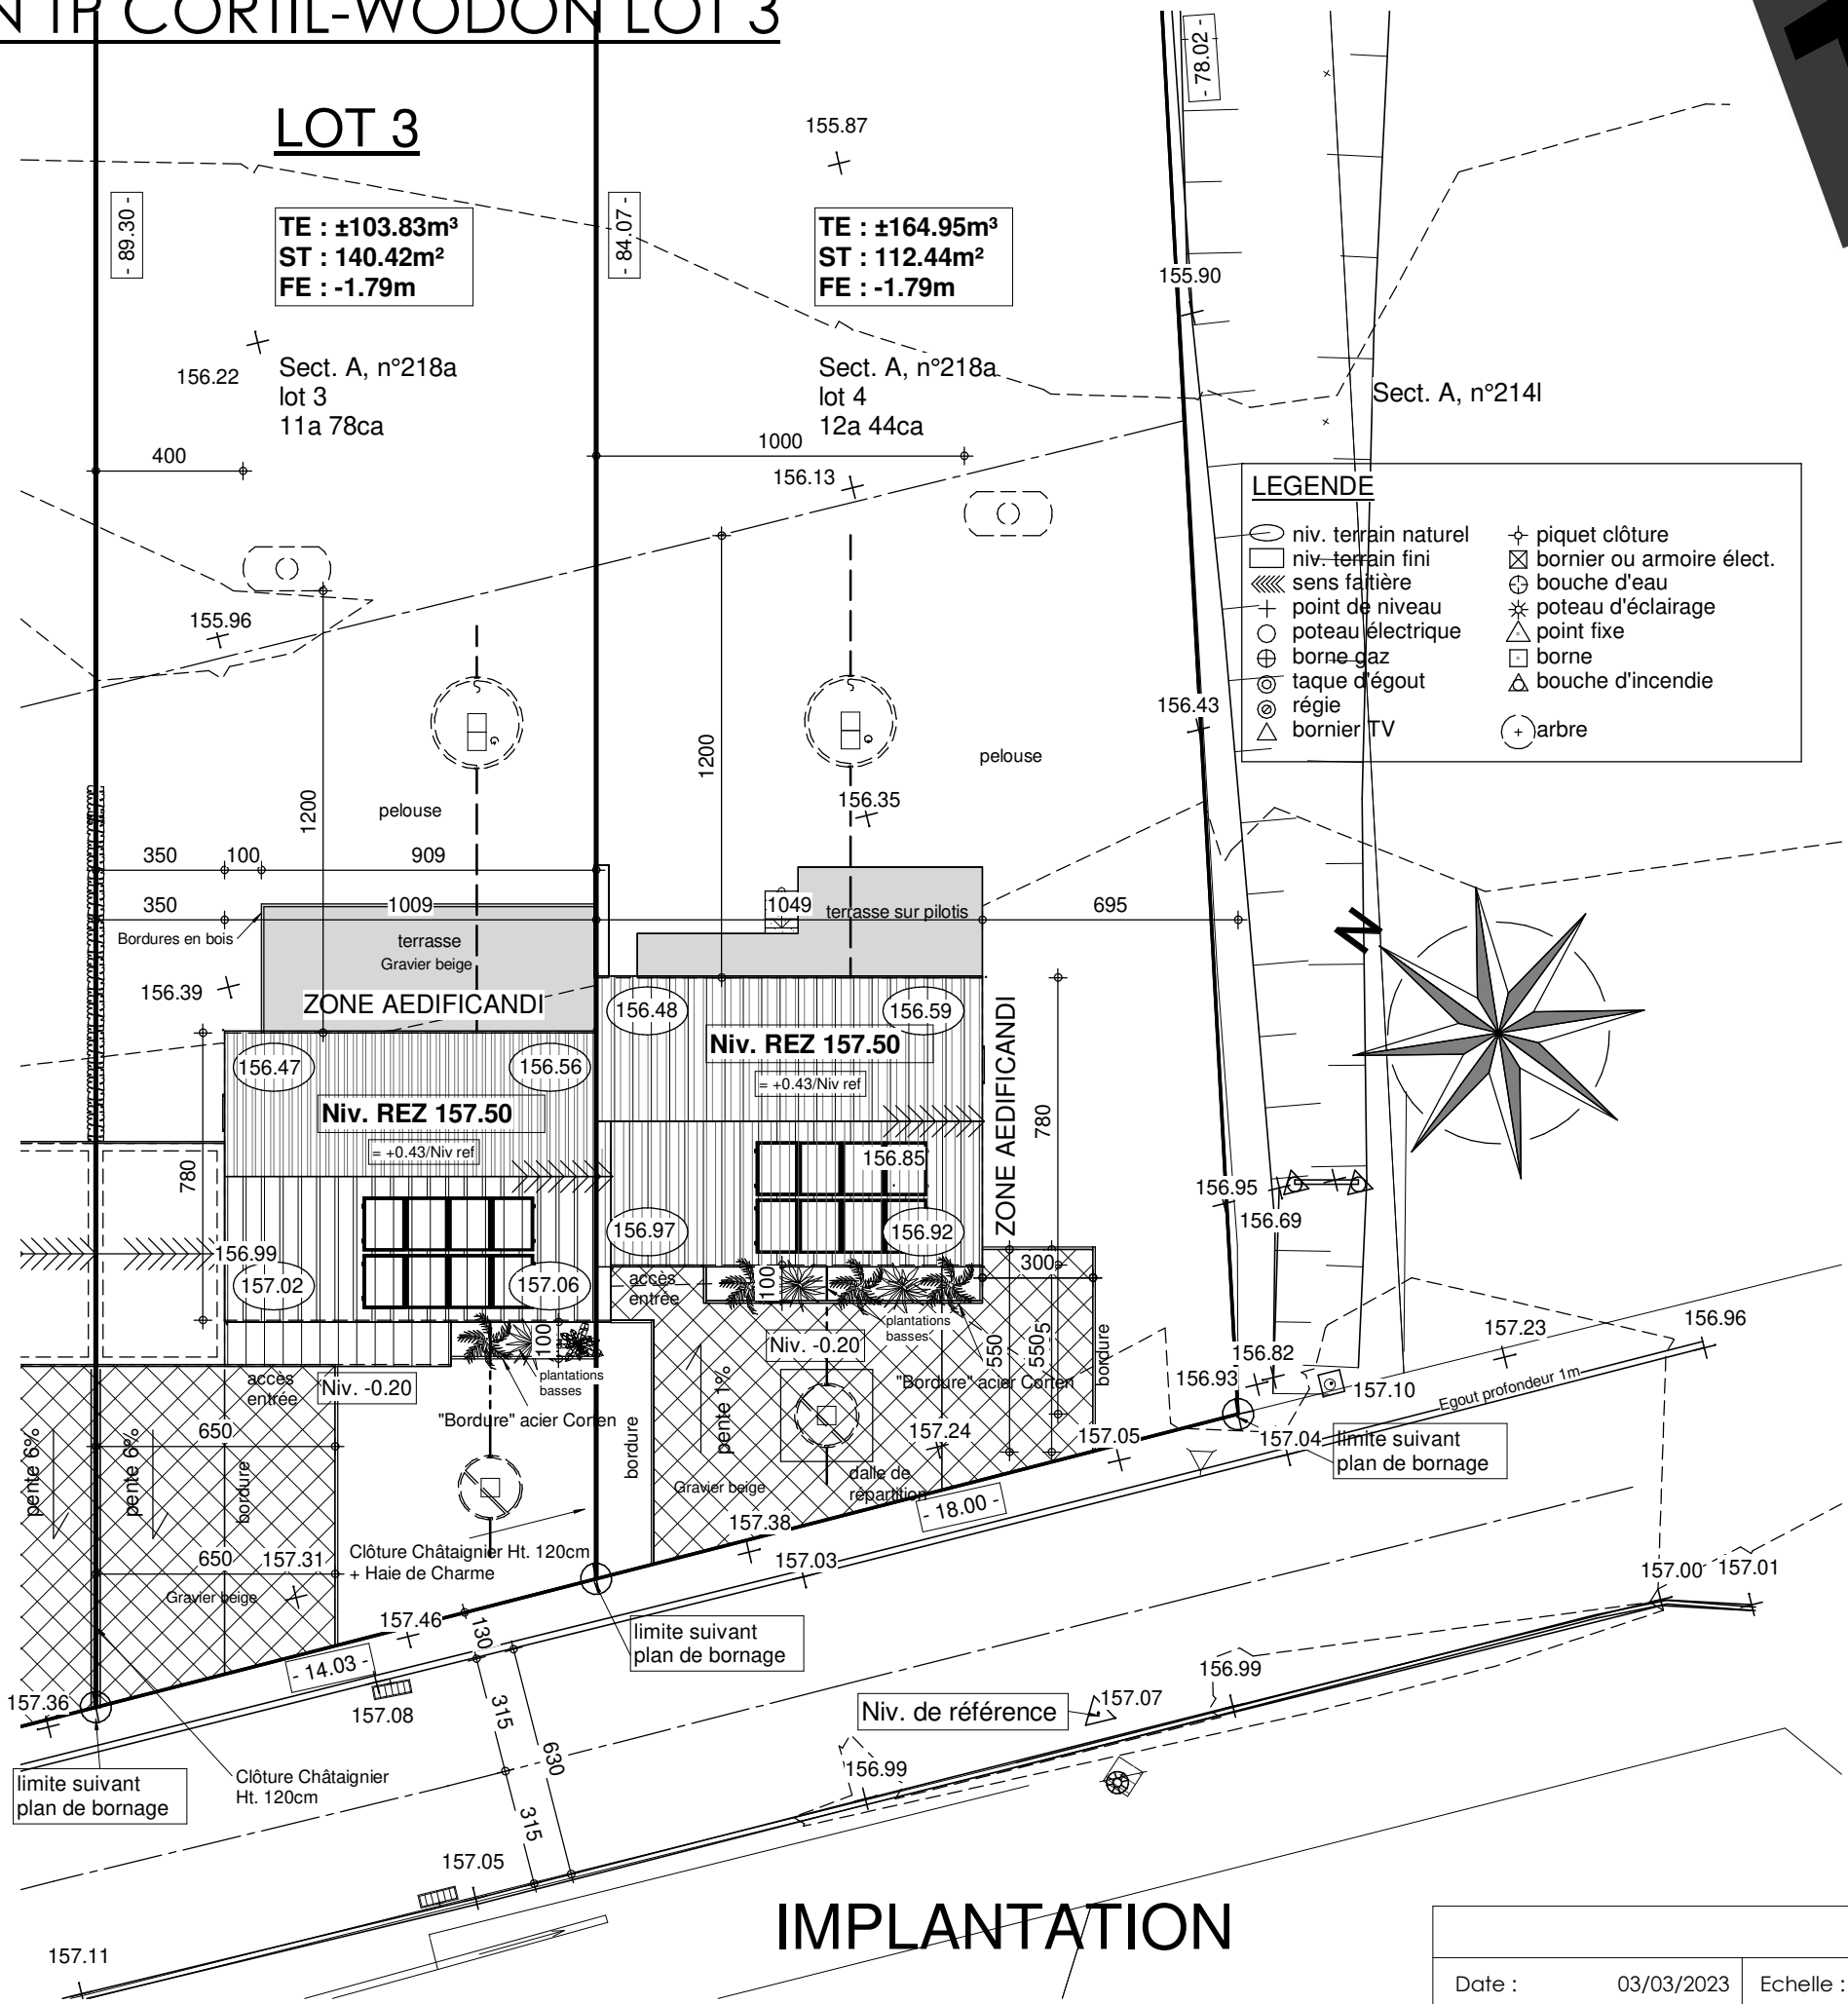 N IP CORTIL-WODON LOT 3
- 78.02 -
LOT 3
155.87
- 89.30 -
TE : ±103.83m³
ST : 140.42m²
FE : -1.79m
- 84.07 -
TE : ±164.95m³
ST : 112.44m²
FE : -1.79m
155.90
156.22
Sect. A, n°218a
lot 3
11a 78ca
Sect. A, n°218a
lot 4
12a 44ca
Sect. A, n°214l
400
1000
156.13
LEGENDE
niv. terrain naturel
niv. terrain fini
sens faîtière
point de niveau
poteau électrique
borne gaz
taque d'égout
régie
bornier TV
piquet clôture
bornier ou armoire élect.
bouche d'eau
poteau d'éclairage
point fixe
borne
bouche d'incendie
arbre
155.96
156.43
1200
1200
pelouse
pelouse
156.35
350
100
909
350
1009
1049
695
Bordures en bois
terrasse
Gravier beige
terrasse sur pilotis
N
156.39
ZONE AEDIFICANDI
156.48
156.59
Niv. REZ 157.50
= +0.43/Niv ref
156.47
156.56
Niv. REZ 157.50
= +0.43/Niv ref
ZONE AEDIFICANDI
780
780
156.85
156.95
156.69
156.97
156.92
156.99
157.02
157.06
accès
entrée
100
300
plantations
basses
550
550.5
bordure
157.23
156.96
100
Niv. -0.20
156.82
156.93
157.10
Egout profondeur 1m
accès
entrée
Niv. -0.20
plantations
basses
"Bordure" acier Corten
"Bordure" acier Corten
pente 1%
bordure
157.24
157.05
157.04
limite suivant
plan de bornage
pente 6%
pente 6%
650
bordure
Gravier beige
dalle de
répartition
- 18.00 -
157.38
157.03
650
157.31
Clôture Châtaignier Ht. 120cm
+ Haie de Charme
Gravier beige
157.46
130
limite suivant
plan de bornage
157.00
157.01
- 14.03 -
157.36
157.08
315
630
315
156.99
Niv. de référence
157.07
156.99
limite suivant
plan de bornage
Clôture Châtaignier
Ht. 120cm
157.05
157.11
IMPLANTATION
Date :
03/03/2023
Echelle :